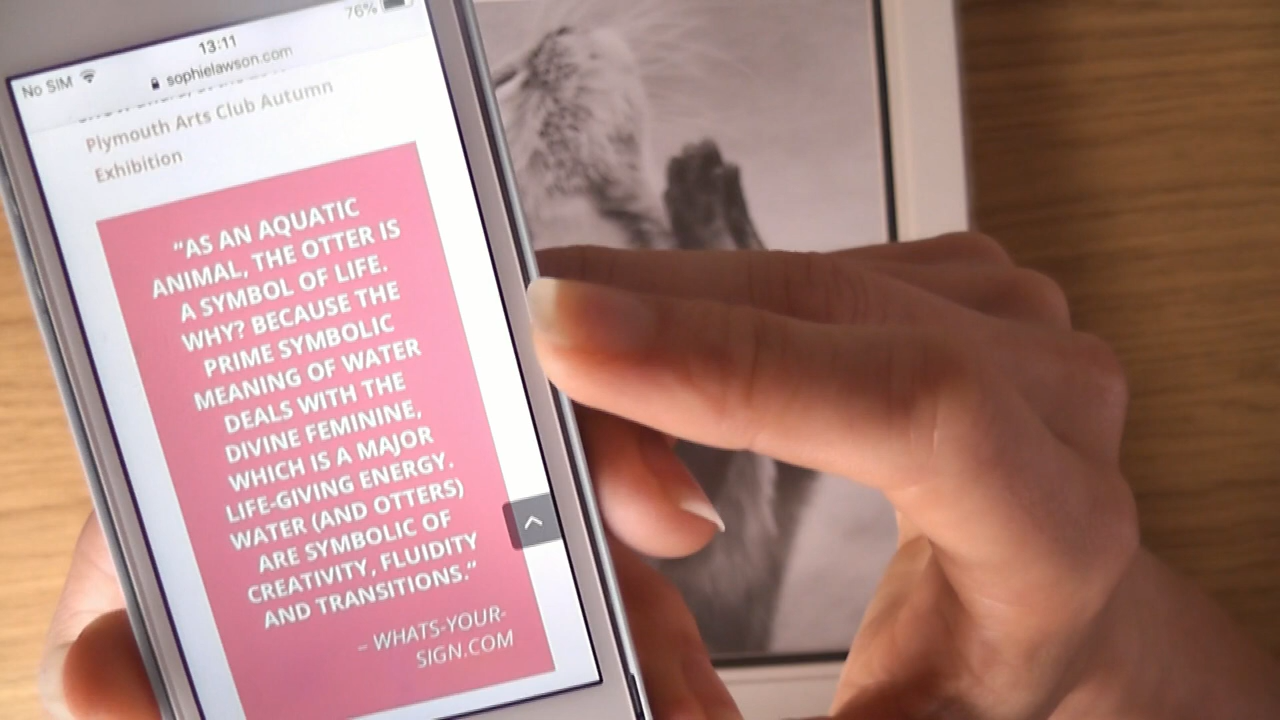 76%
13:11
No SIM
sophielawson.com
Plymouth Arts Club Autumn
Exhibition
“AS AN AQUATIC
ANIMAL, THE OTTER IS
A SYMBOL OF LIFE.
WHY? BECAUSE THE
PRIME SYMBOLIC
MEANING OF WATER
DEALS WITH THE
DIVINE FEMININE,
WHICH IS A MAJOR
LIFE-GIVING ENERGY.
WATER (AND OTTERS)
ARE SYMBOLIC OF
CREATIVITY, FLUIDITY
AND TRANSITIONS.”
– WHATS-YOUR-
SIGN.COM